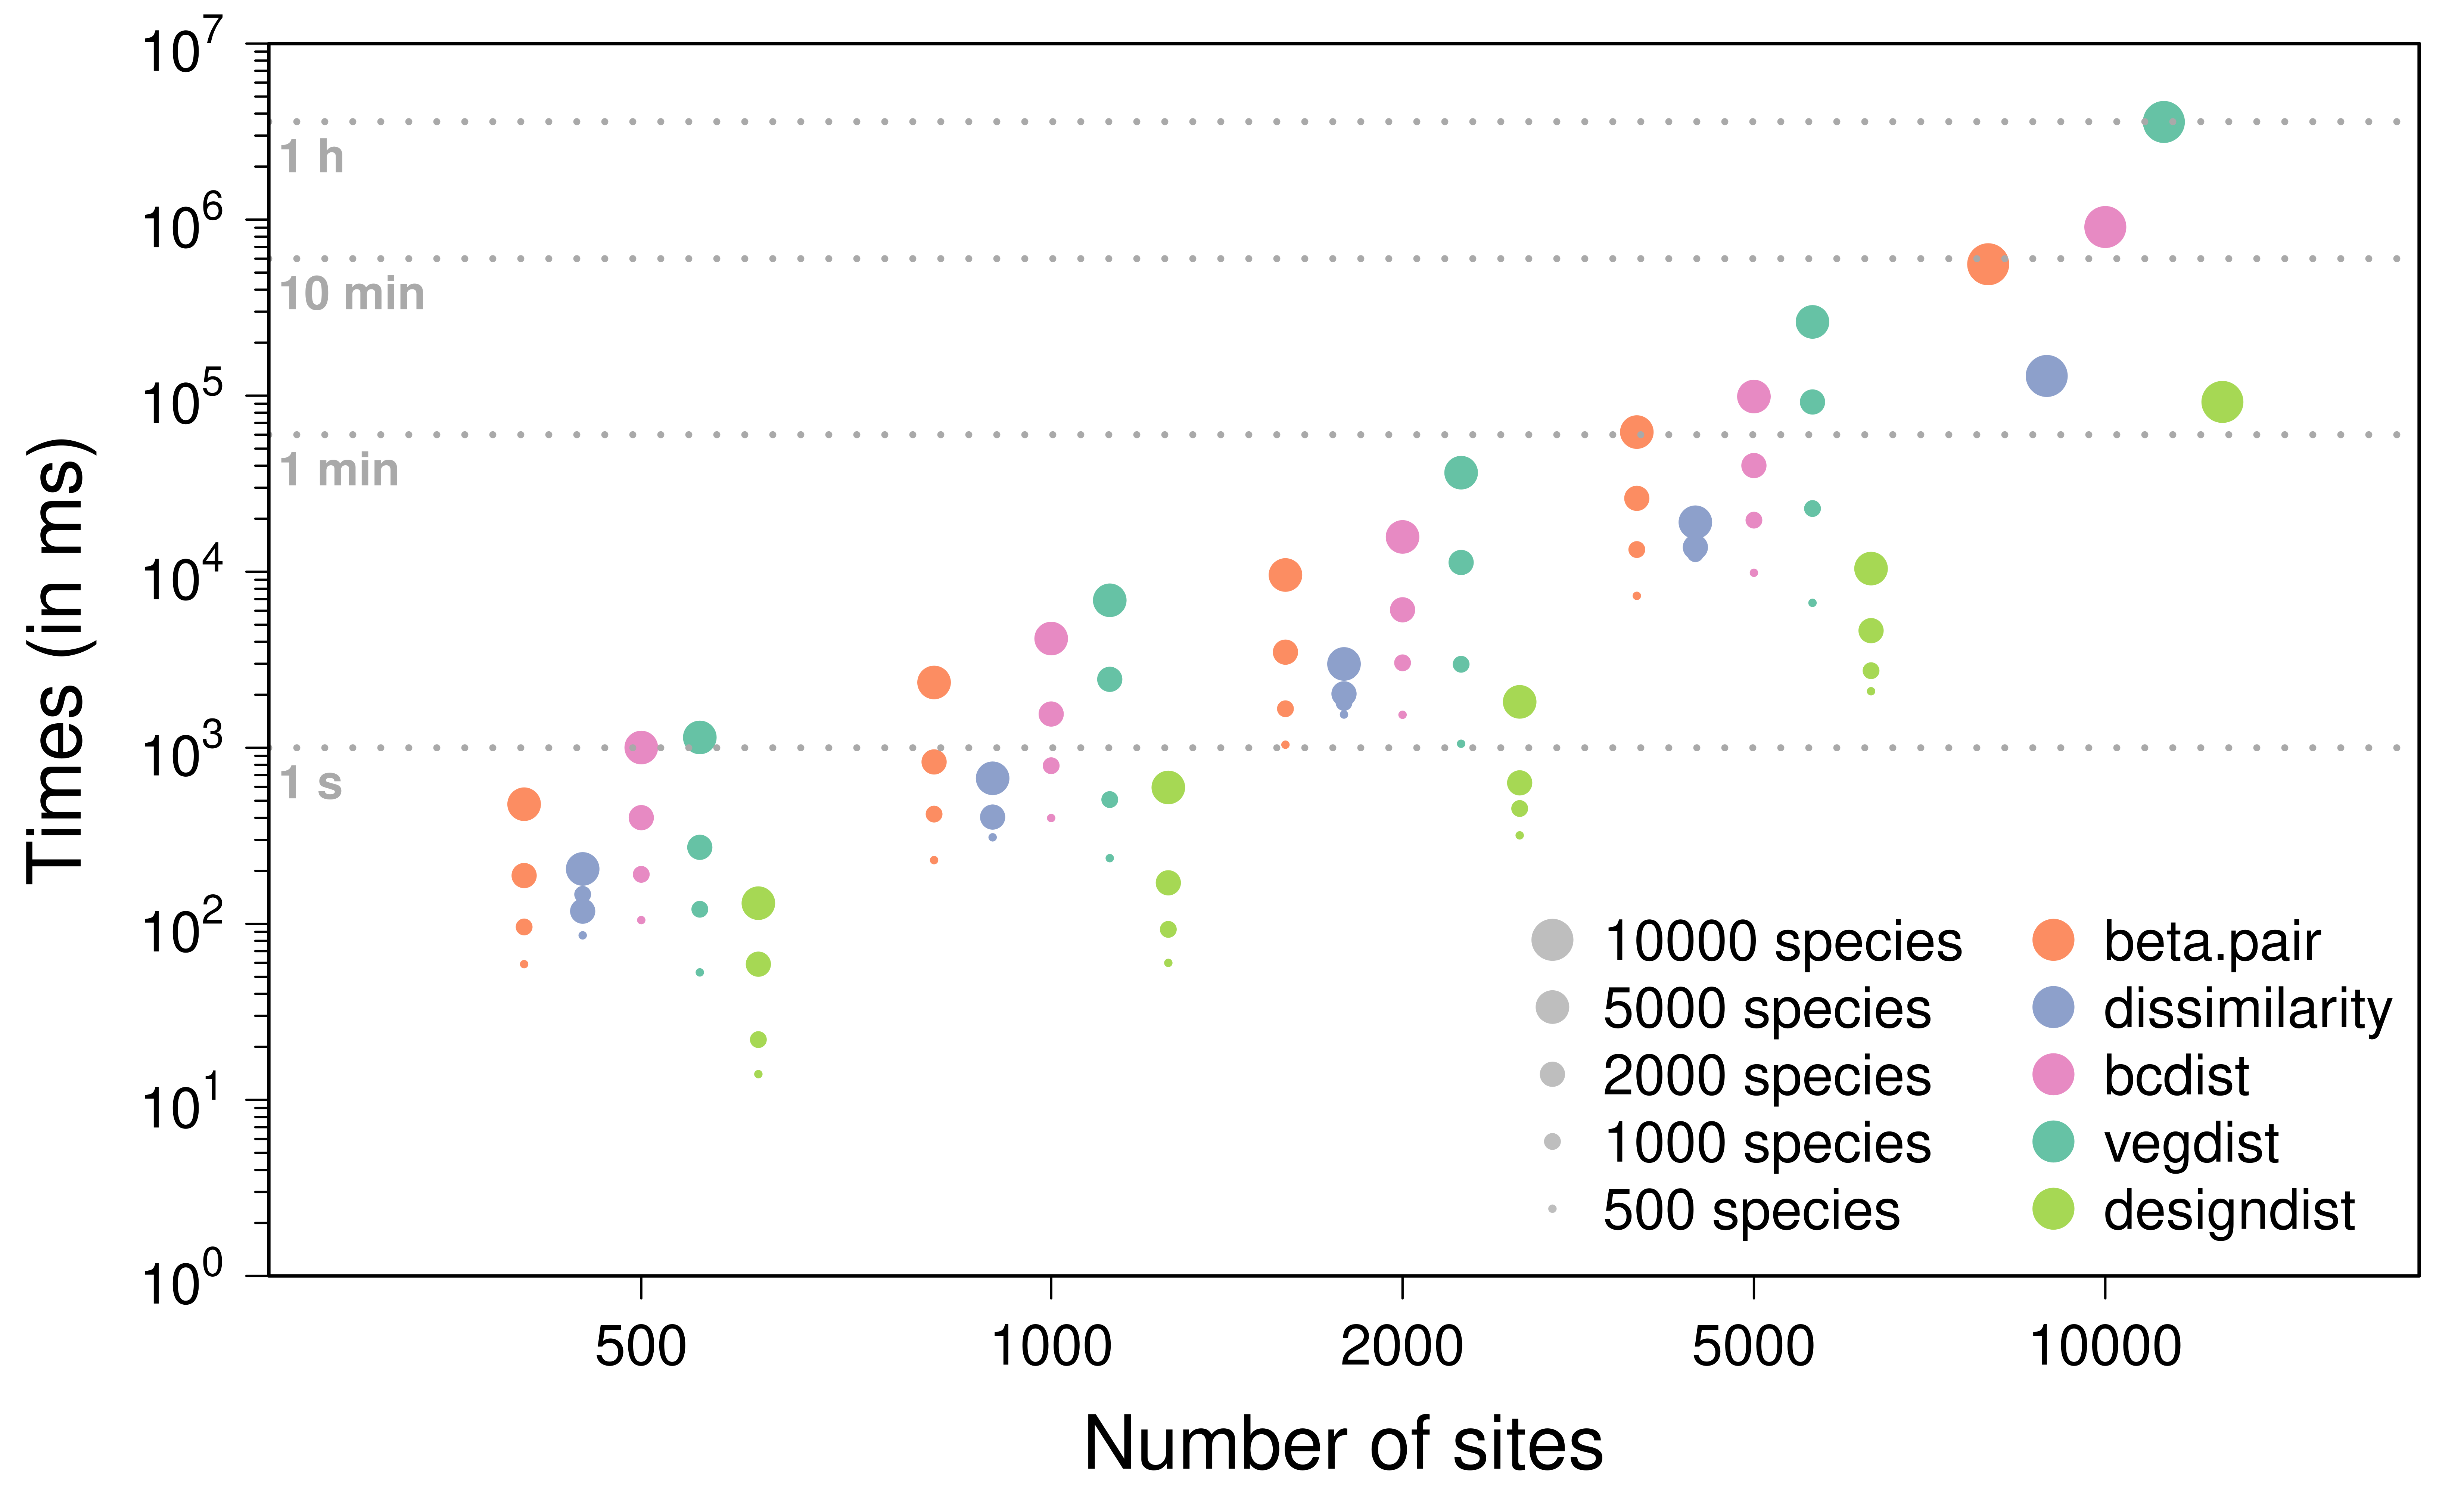 Times (in ms)
10^7
10^6
10^5
10^4
10^3
10^2
10^1
10^0
1 h
10 min
1 min
1 s
10000 species
5000 species
2000 species
1000 species
500 species
beta.pair
dissimilarity
bcdist
vegdist
designdist
500 1000 2000 5000 10000
Number of sites